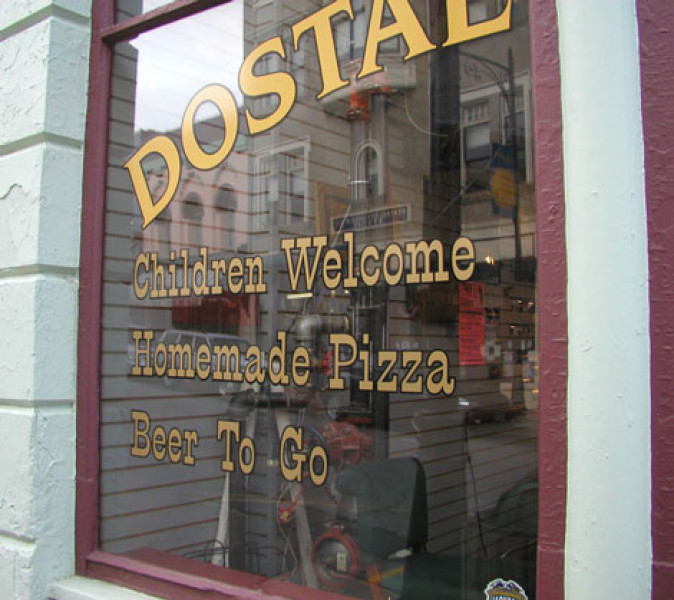 DOSTAL
Children Welcome
Homemade Pizza
Beer To Go